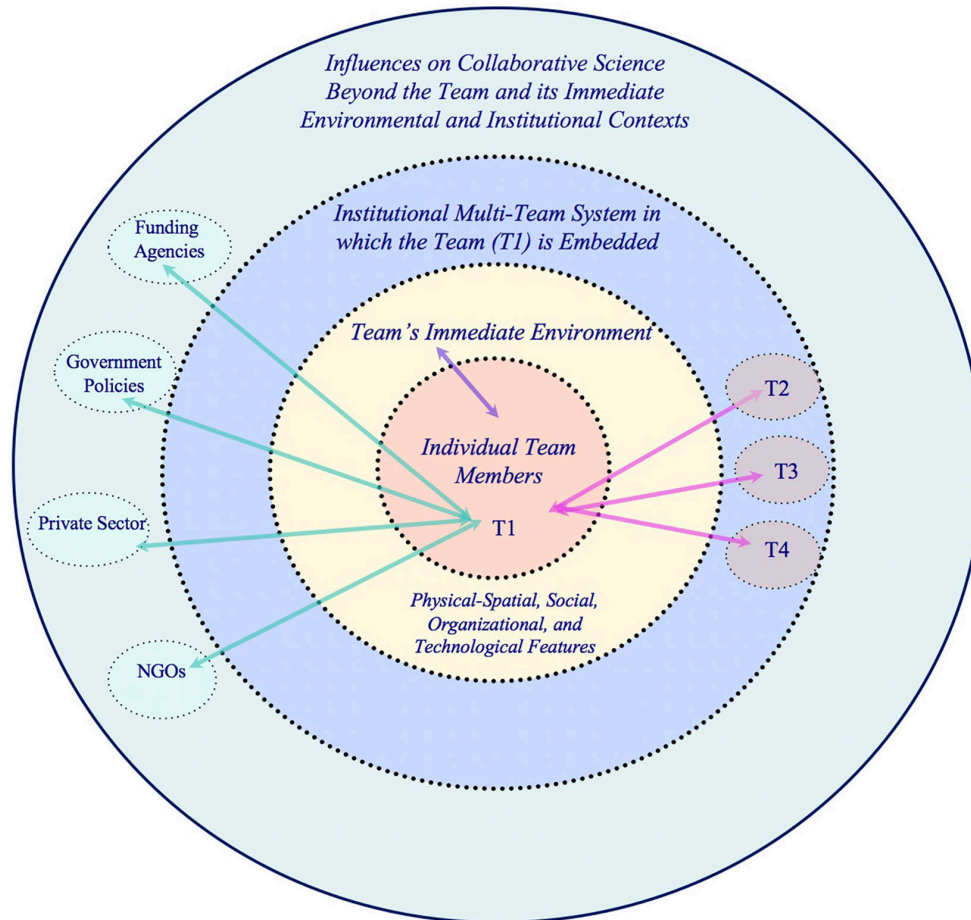 Influences on Collaborative Science
Beyond the Team and its Immediate
Environmental and Institutional Contexts
Institutional Multi-Team System in
which the Team (T1) is Embedded
Funding
Agencies
Team’s Immediate Environment
Government
Policies
T2
Individual Team
Members
T3
Private Sector
T1
T4
Physical-Spatial, Social,
Organizational, and
Technological Features
NGOs